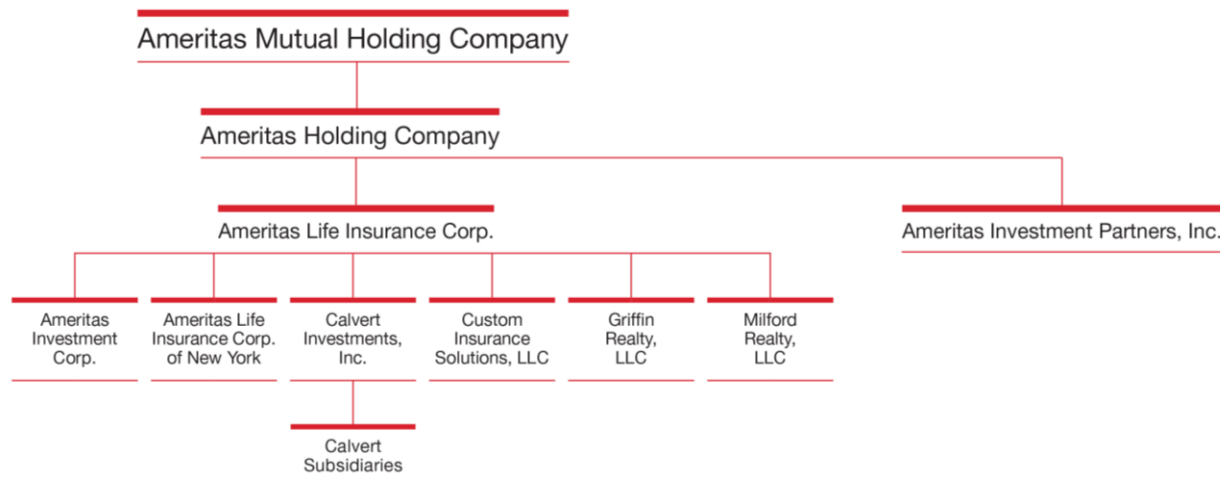 Ameritas Mutual Holding Company
Ameritas Holding Company
Ameritas Life Insurance Corp.
Ameritas Investment Partners, Inc.
Ameritas
Investment
Corp.
Ameritas Life
Insurance Corp.
of New York
Calvert
Investments,
Inc.
Custom
Insurance
Solutions, LLC
Griffin
Realty,
LLC
Milford
Realty,
LLC
Calvert
Subsidiaries